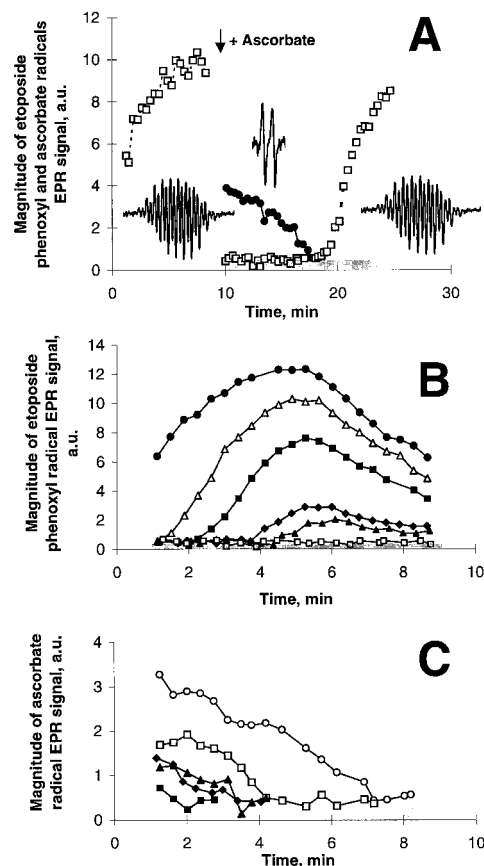 A
+ Ascorbate
Magnitude of etoposide
phenoxyl and ascorbate radicals
EPR signal, a.u.
12
10
8
6
4
2
0
0
10
20
30
Time, min
B
Magnitude of etoposide
phenoxyl radical EPR signal,
a.u.
14
12
10
8
6
4
2
0
0
2
4
6
8
10
Time, min
C
Magnitude of ascorbate
radical EPR signal, a.u.
4
3
2
1
0
0
2
4
6
8
10
Time, min